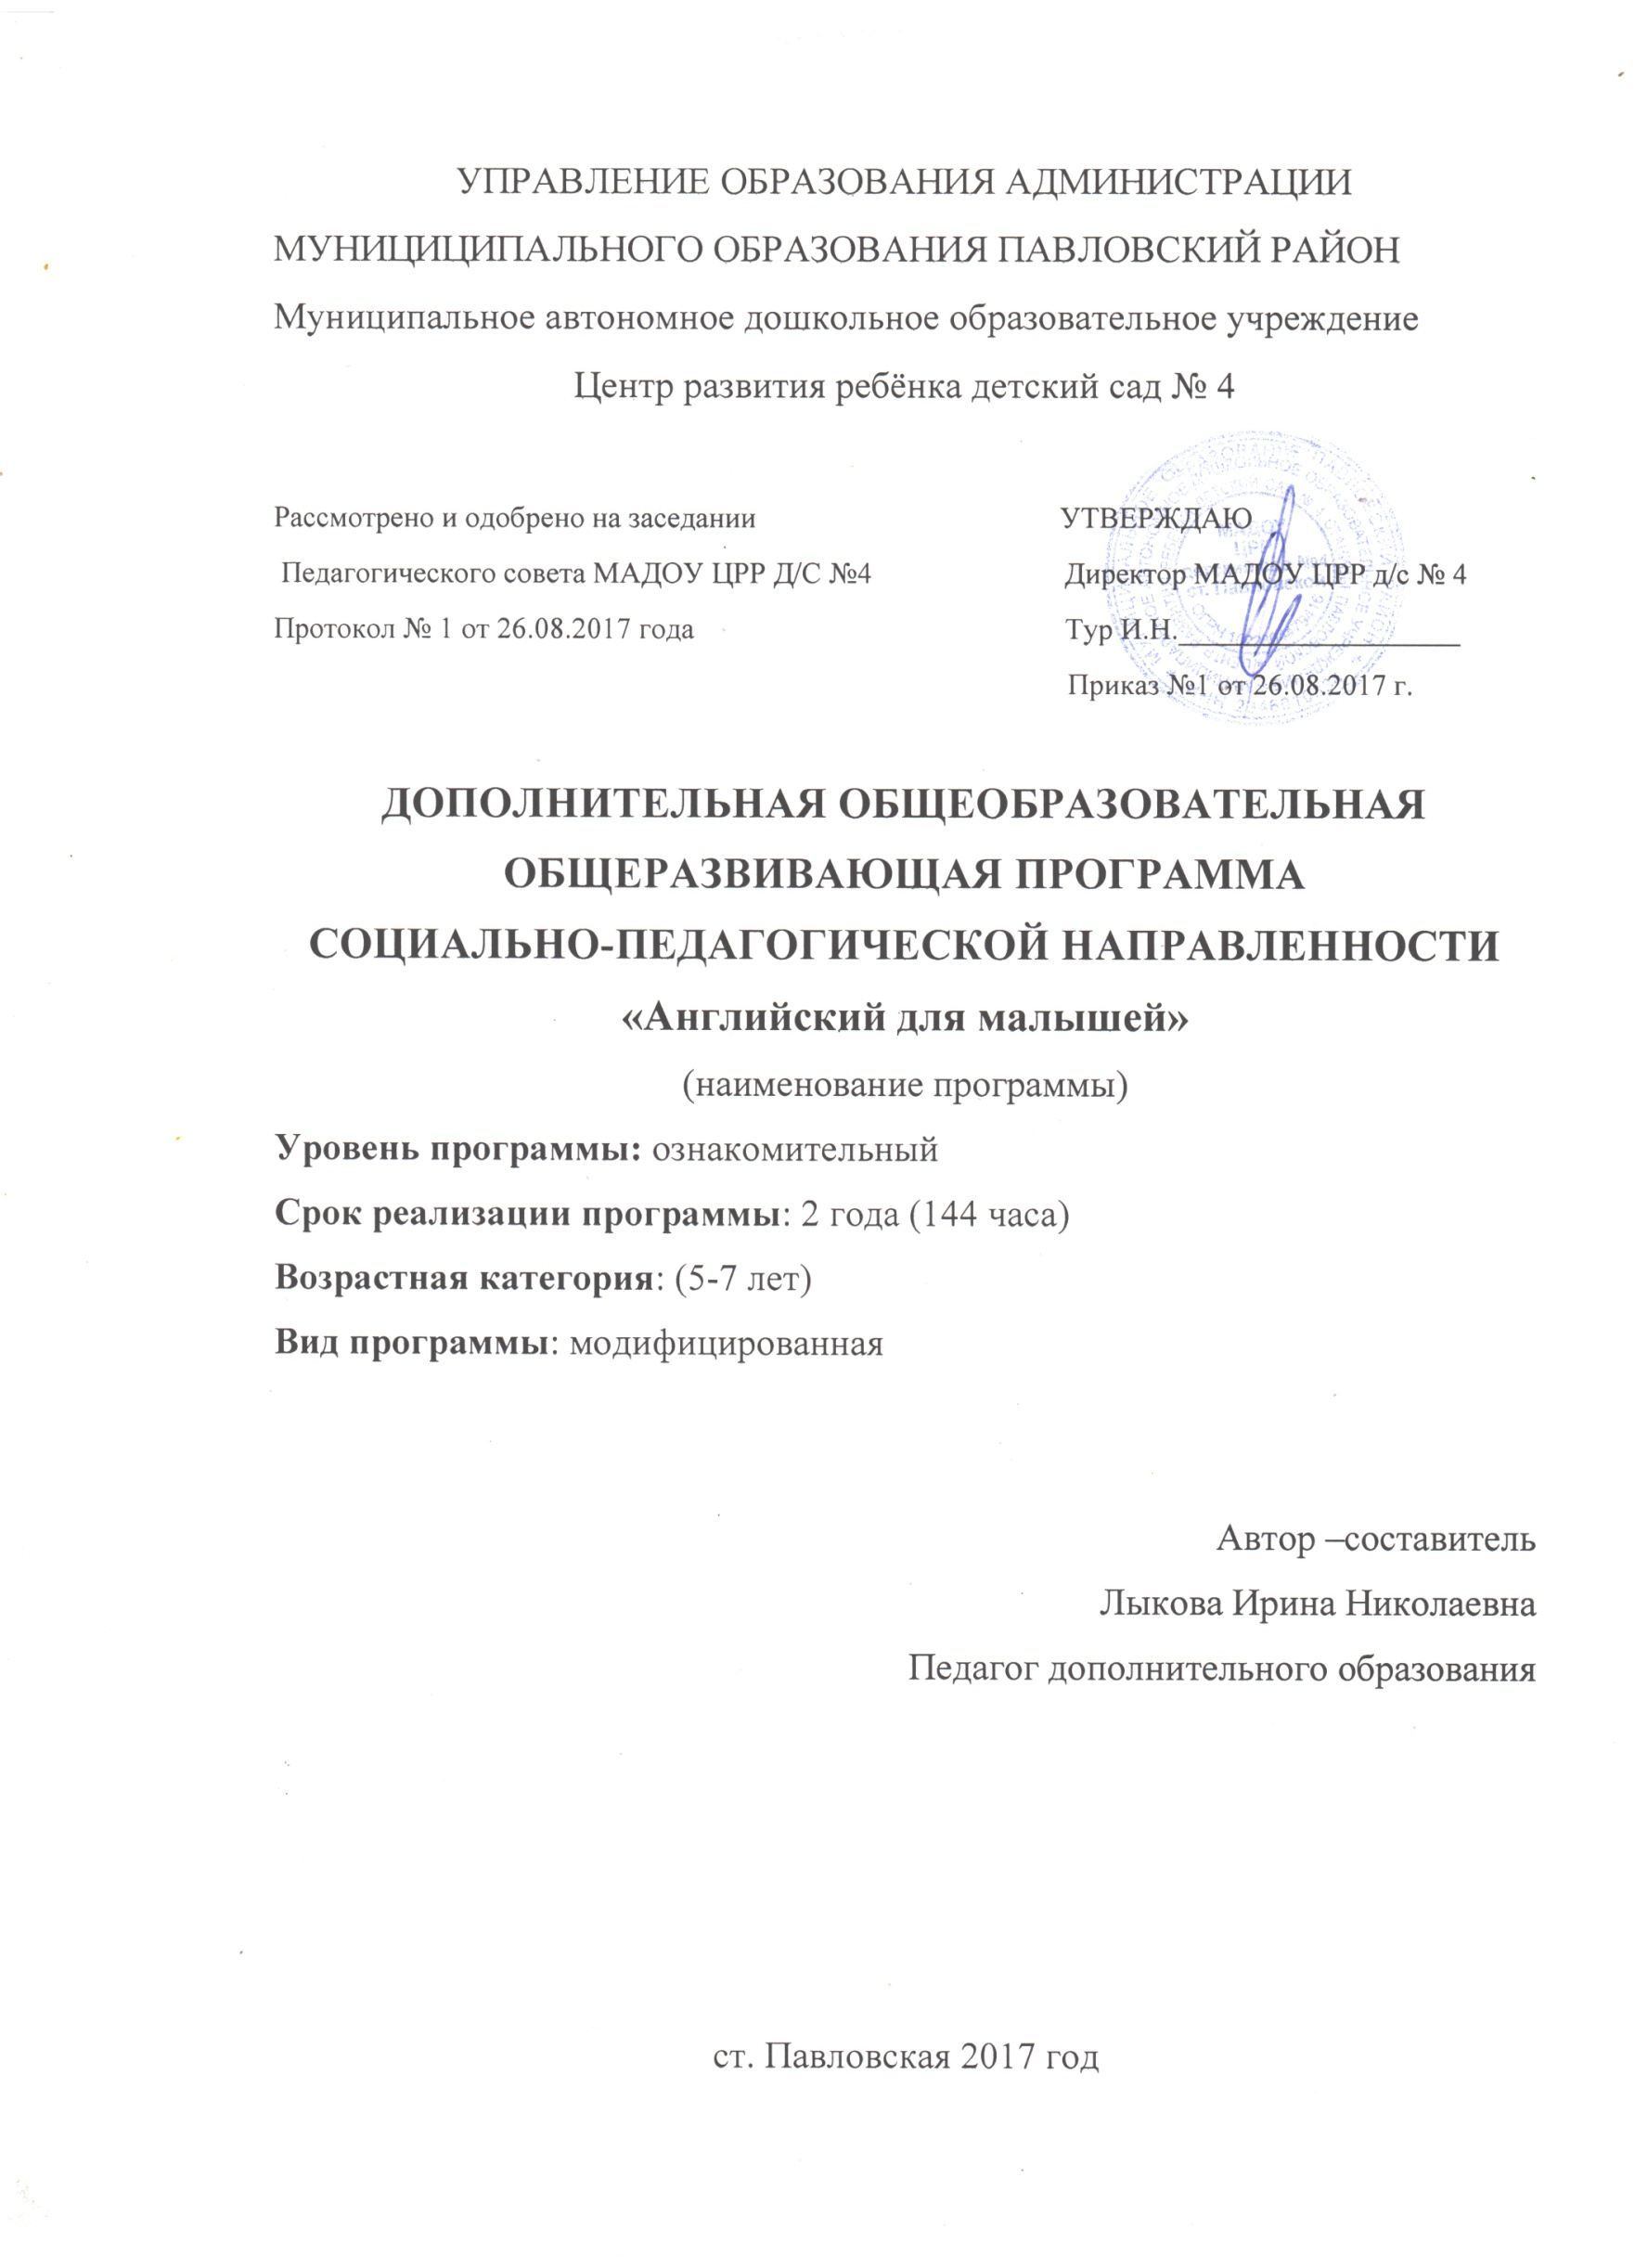 УПРАВЛЕНИЕ ОБРАЗОВАНИЯ АДМИНИСТРАЦИИ
МУНИЦИЦИПАЛЬНОГО ОБРАЗОВАНИЯ ПАВЛОВСКИЙ РАЙОН
Муниципальное автономное дошкольное образовательное учреждение
Центр развития ребёнка детский сад № 4
Рассмотрено и одобрено на заседании
Педагогического совета МАДОУ ЦРР Д/С №4
Протокол № 1 от 26.08.2017 года
УТВЕРЖДАЮ
Директор МАДОУ ЦРР д/с № 4
Тур И.Н.____________________
Приказ №1 от 26.08.2017 г.
МАДОУ
ЦРР
ДОПОЛНИТЕЛЬНАЯ ОБЩЕОБРАЗОВАТЕЛЬНАЯ
ОБЩЕРАЗВИВАЮЩАЯ ПРОГРАММА
СОЦИАЛЬНО-ПЕДАГОГИЧЕСКОЙ НАПРАВЛЕННОСТИ
«Английский для малышей»
(наименование программы)
Уровень программы: ознакомительный
Срок реализации программы: 2 года (144 часа)
Возрастная категория: (5-7 лет)
Вид программы: модифицированная
Автор –составитель
Лыкова Ирина Николаевна
Педагог дополнительного образования
ст. Павловская 2017 год